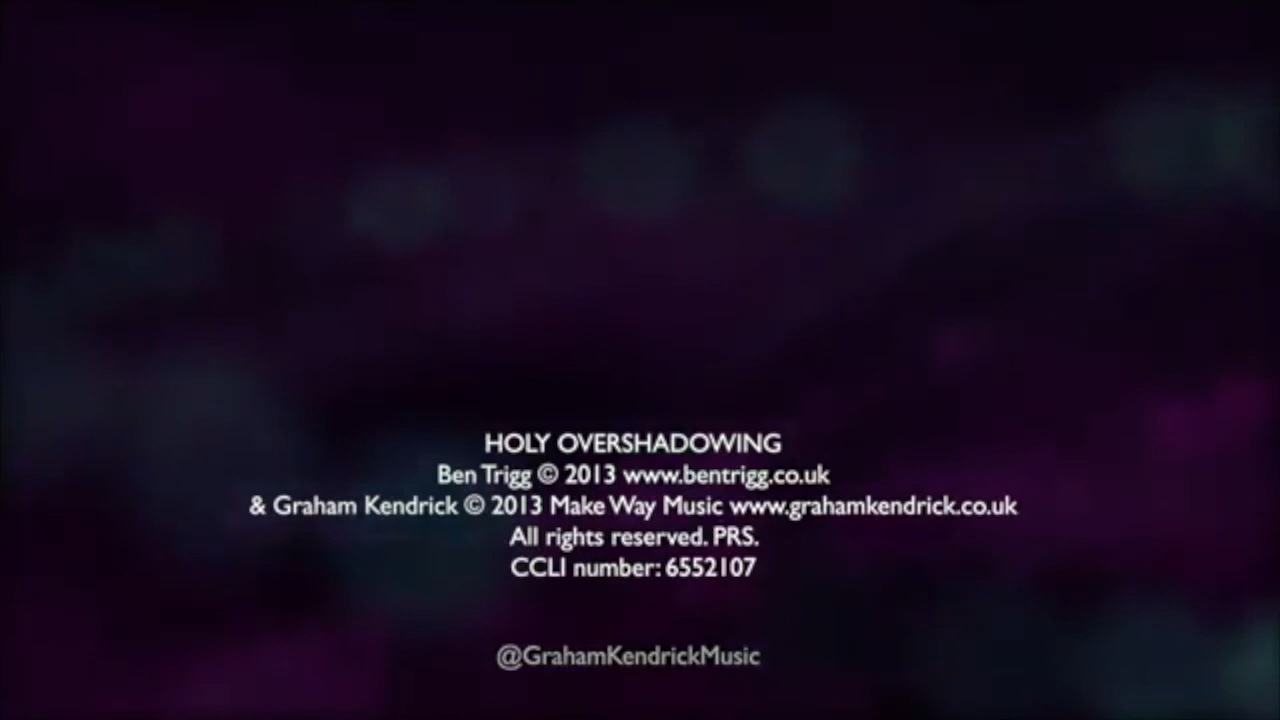 HOLY OVERSHADOWING
Ben Trigg © 2013 www.bentrigg.co.uk
& Graham Kendrick © 2013 Make Way Music www.grahamkendrick.co.uk
All rights reserved. PRS.
CCLI number: 6552107
@GrahamKendrickMusic